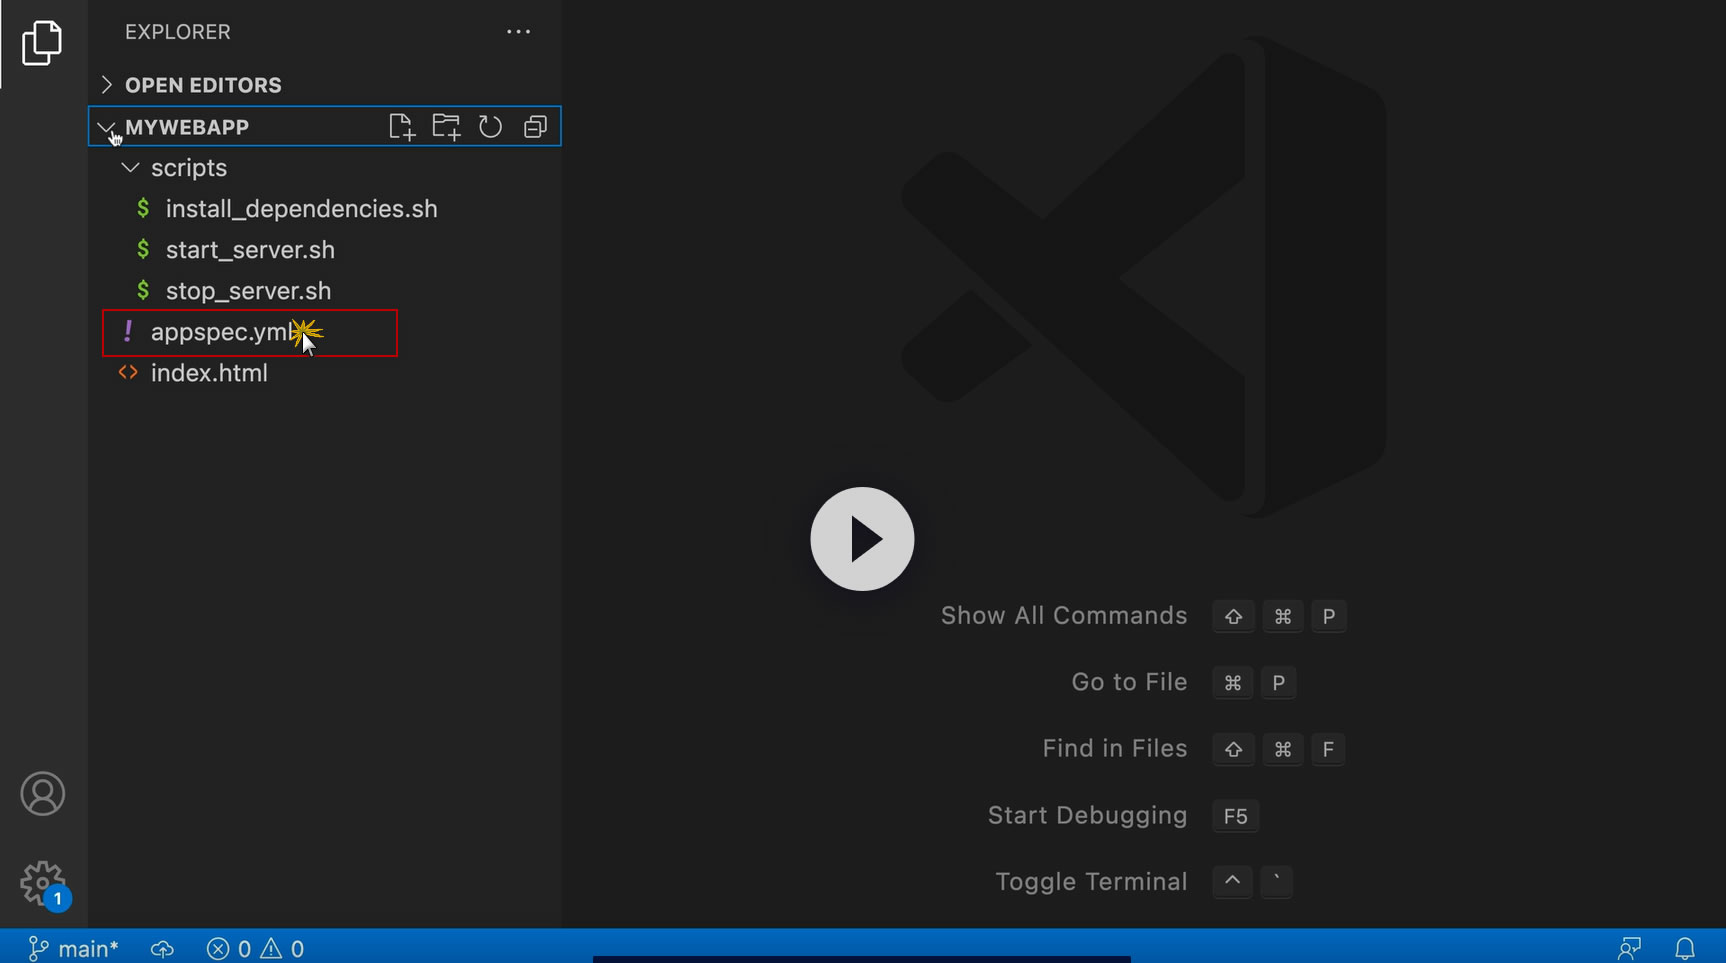 EXPLORER
OPEN EDITORS
MYWEBAPP
scripts
$ install_dependencies.sh
$ start_server.sh
$ stop_server.sh
! appspec.yml
<> index.html
Show All Commands ⇧ ⌘ P
Go to File ⌘ P
Find in Files ⇧ ⌘ F
Start Debugging F5
Toggle Terminal ^ `
1
main* 0 0